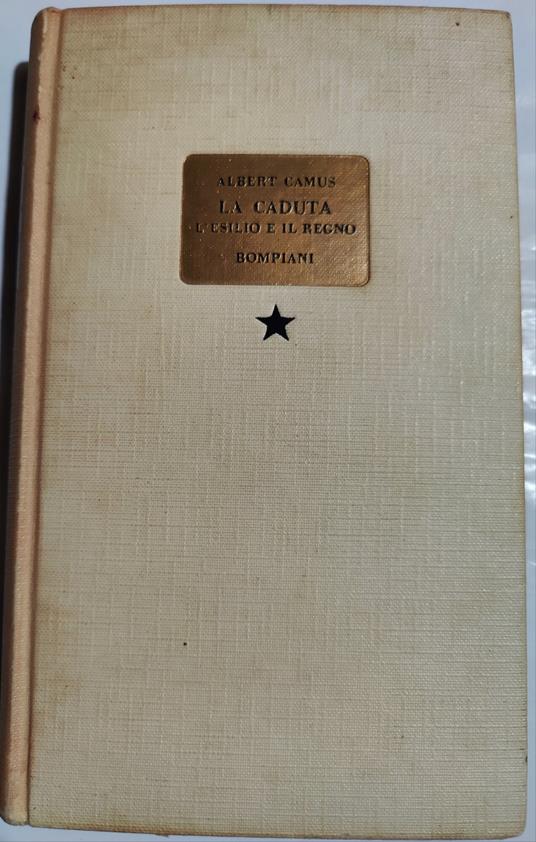 ALBERT CAMUS
LA CADUTA
L'ESILIO E IL REGNO
BOMPIANI